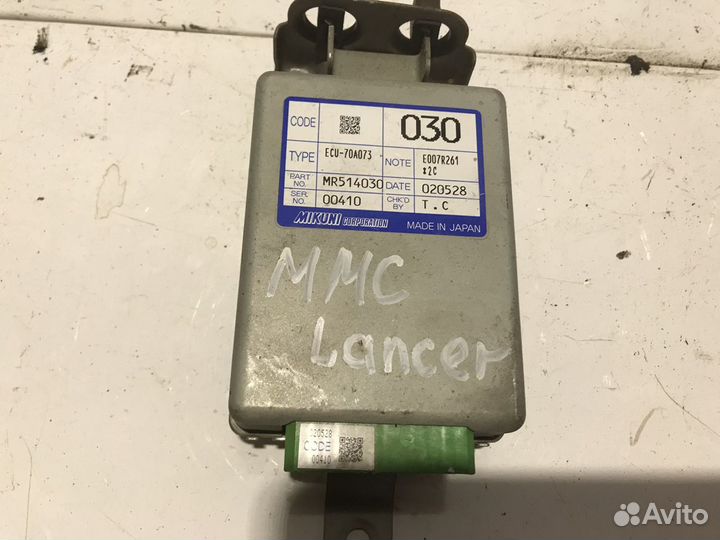 CODE 030
TYPE ECU-70A073 NOTE E007R261
:2C
PART NO. MR514030 DATE 020528
SER. NO. 00410 CHK'D BY T.C
MIKUNI CORPORATION MADE IN JAPAN
MMC
Lancer
020528
CODE
00410
Avito